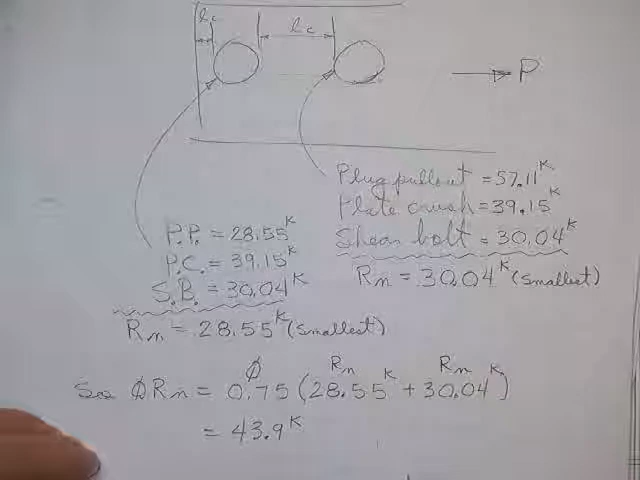 lc
lc
P
Plug pullout = 57.11ᴷ
Plate crush = 39.15ᴷ
Shear bolt = 30.04ᴷ
Rn = 30.04ᴷ (smallest)
P.P. = 28.55ᴷ
P.C. = 39.15ᴷ
S.B. = 30.04ᴷ
Rn = 28.55ᴷ (smallest)
Ø Rn Rn
So ØRn = 0.75 (28.55ᴷ + 30.04ᴷ)
= 43.9ᴷ